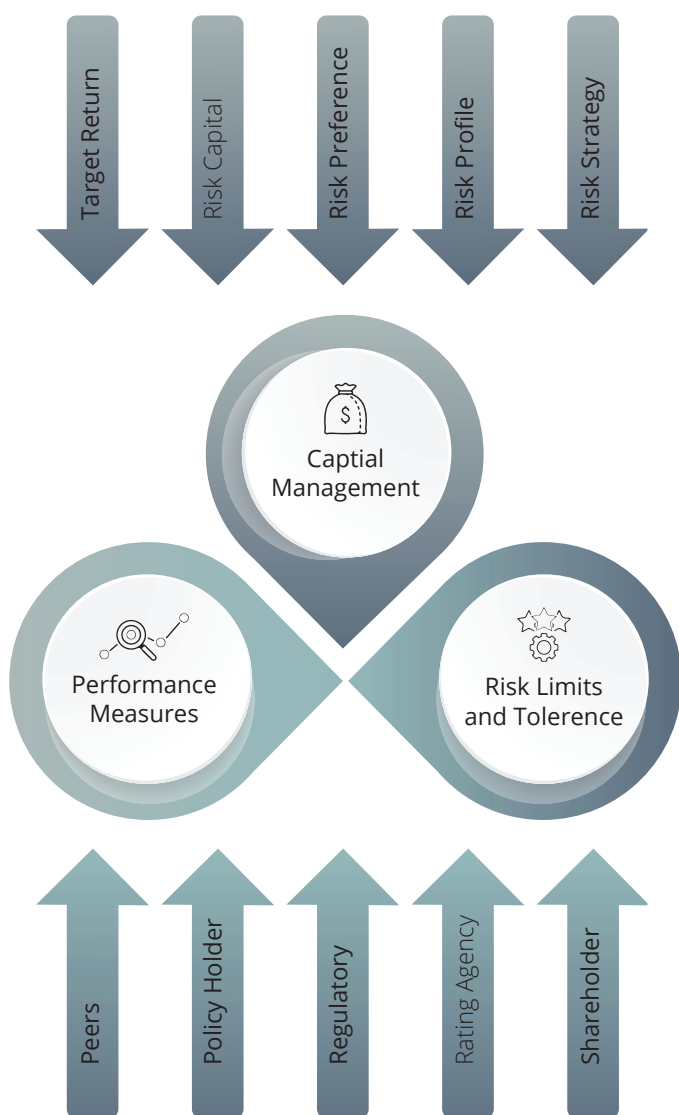 Target Return
Risk Capital
Risk Preference
Risk Profile
Risk Strategy
$
Captial
Management
Performance
Measures
Risk Limits
and Tolerence
Peers
Policy Holder
Regulatory
Rating Agency
Shareholder